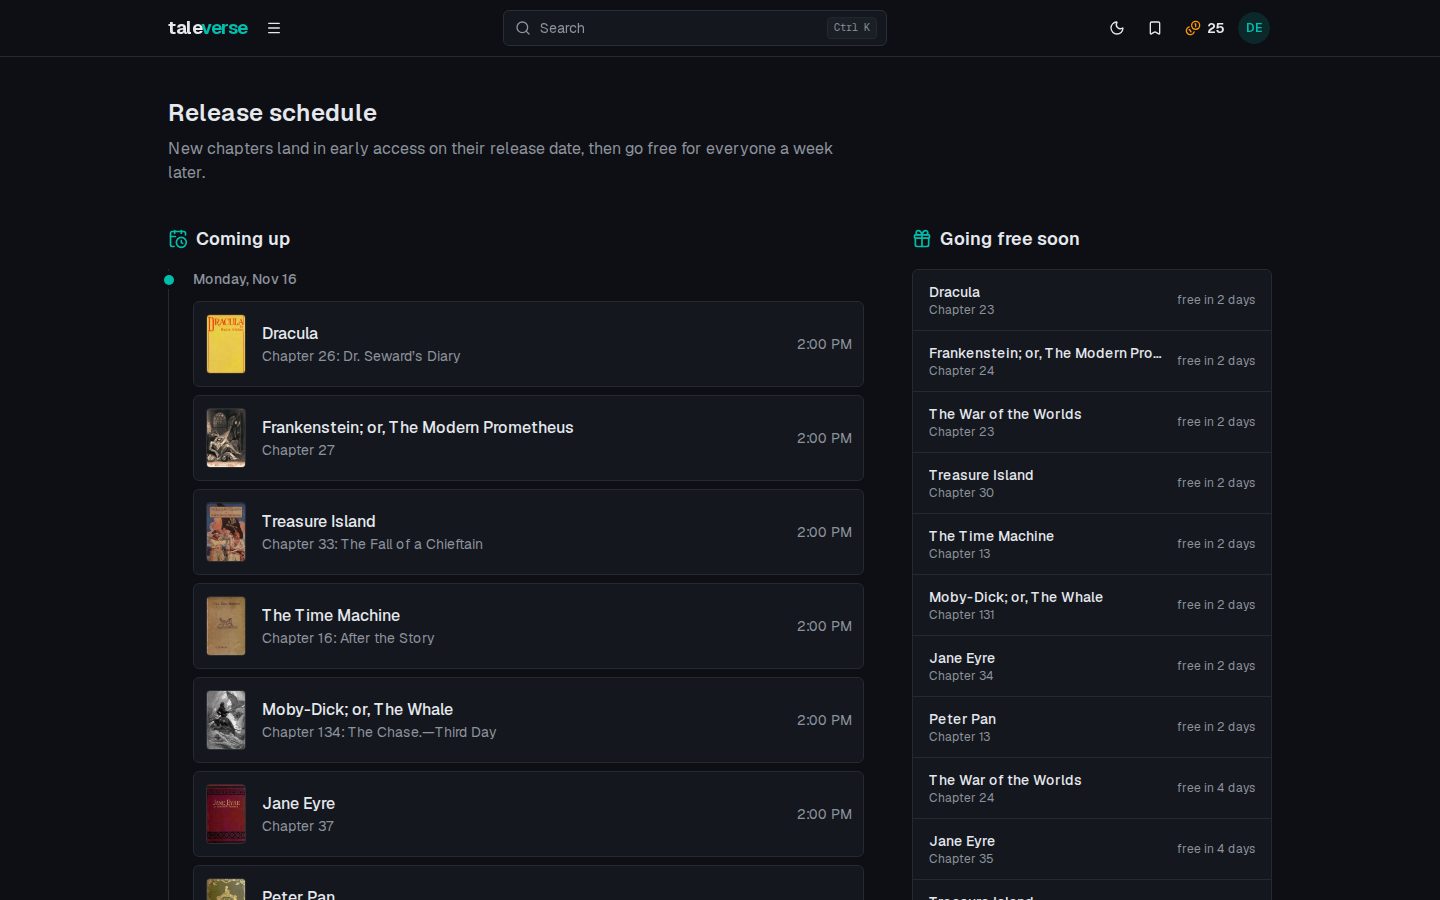 taleverse
Search
Ctrl K
25
DE
Release schedule
New chapters land in early access on their release date, then go free for everyone a week
later.
Coming up
Monday, Nov 16
DRACULA
Dracula
Chapter 26: Dr. Seward's Diary
2:00 PM
Frankenstein; or, The Modern Prometheus
Chapter 27
2:00 PM
Treasure Island
Chapter 33: The Fall of a Chieftain
2:00 PM
The Time Machine
Chapter 16: After the Story
2:00 PM
Moby-Dick; or, The Whale
Chapter 134: The Chase.—Third Day
2:00 PM
JANE EYRE
Jane Eyre
Chapter 37
2:00 PM
Peter Pan
Going free soon
Dracula
Chapter 23
free in 2 days
Frankenstein; or, The Modern Pro...
Chapter 24
free in 2 days
The War of the Worlds
Chapter 23
free in 2 days
Treasure Island
Chapter 30
free in 2 days
The Time Machine
Chapter 13
free in 2 days
Moby-Dick; or, The Whale
Chapter 131
free in 2 days
Jane Eyre
Chapter 34
free in 2 days
Peter Pan
Chapter 13
free in 2 days
The War of the Worlds
Chapter 24
free in 4 days
Jane Eyre
Chapter 35
free in 4 days
Treasure Island